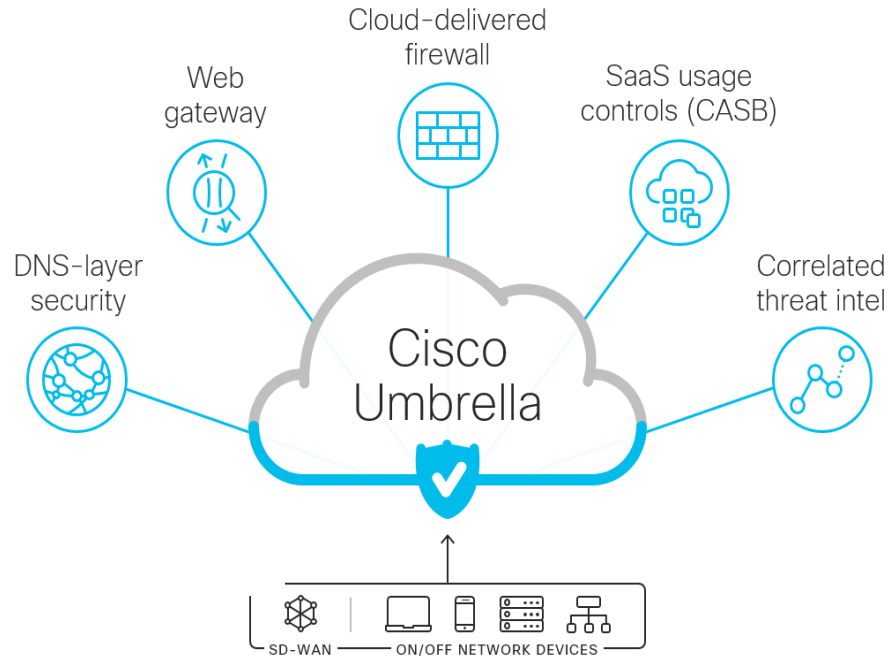 Cloud-delivered
firewall
Web
gateway
SaaS usage
controls (CASB)
DNS-layer
security
Correlated
threat intel
Cisco
Umbrella
SD-WAN
ON/OFF NETWORK DEVICES